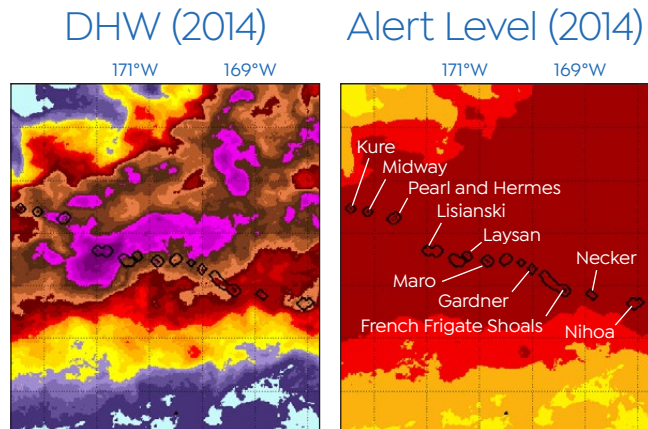 DHW (2014)
Alert Level (2014)
171°W
169°W
171°W
169°W
Kure
Midway
Pearl and Hermes
Lisianski
Laysan
Maro
Necker
Gardner
French Frigate Shoals
Nihoa